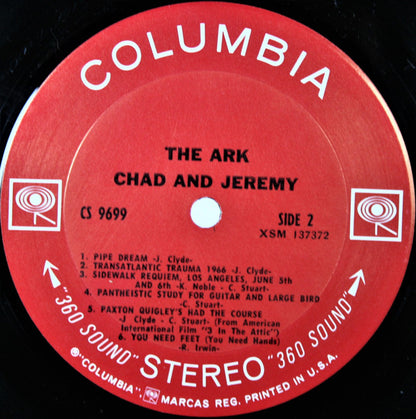 COLUMBIA
THE ARK
CHAD AND JEREMY
CS 9699
SIDE 2
XSM 137372
1. PIPE DREAM -J. Clyde-
2. TRANSATLANTIC TRAUMA 1966 -J. Clyde-
3. SIDEWALK REQUIEM, LOS ANGELES, JUNE 5th
and 6th -K. Noble - C. Stuart-
4. PANTHEISTIC STUDY FOR GUITAR AND LARGE BIRD
-C. Stuart-
5. PAXTON QUIGLEY'S HAD THE COURSE
-J Clyde - C. Stuart- (From American
International Film "3 In The Attic")
6. YOU NEED FEET (You Need Hands)
-R. Irwin-
"360 SOUND" STEREO "360 SOUND"
℗"COLUMBIA", MARCAS REG. PRINTED IN U.S.A.